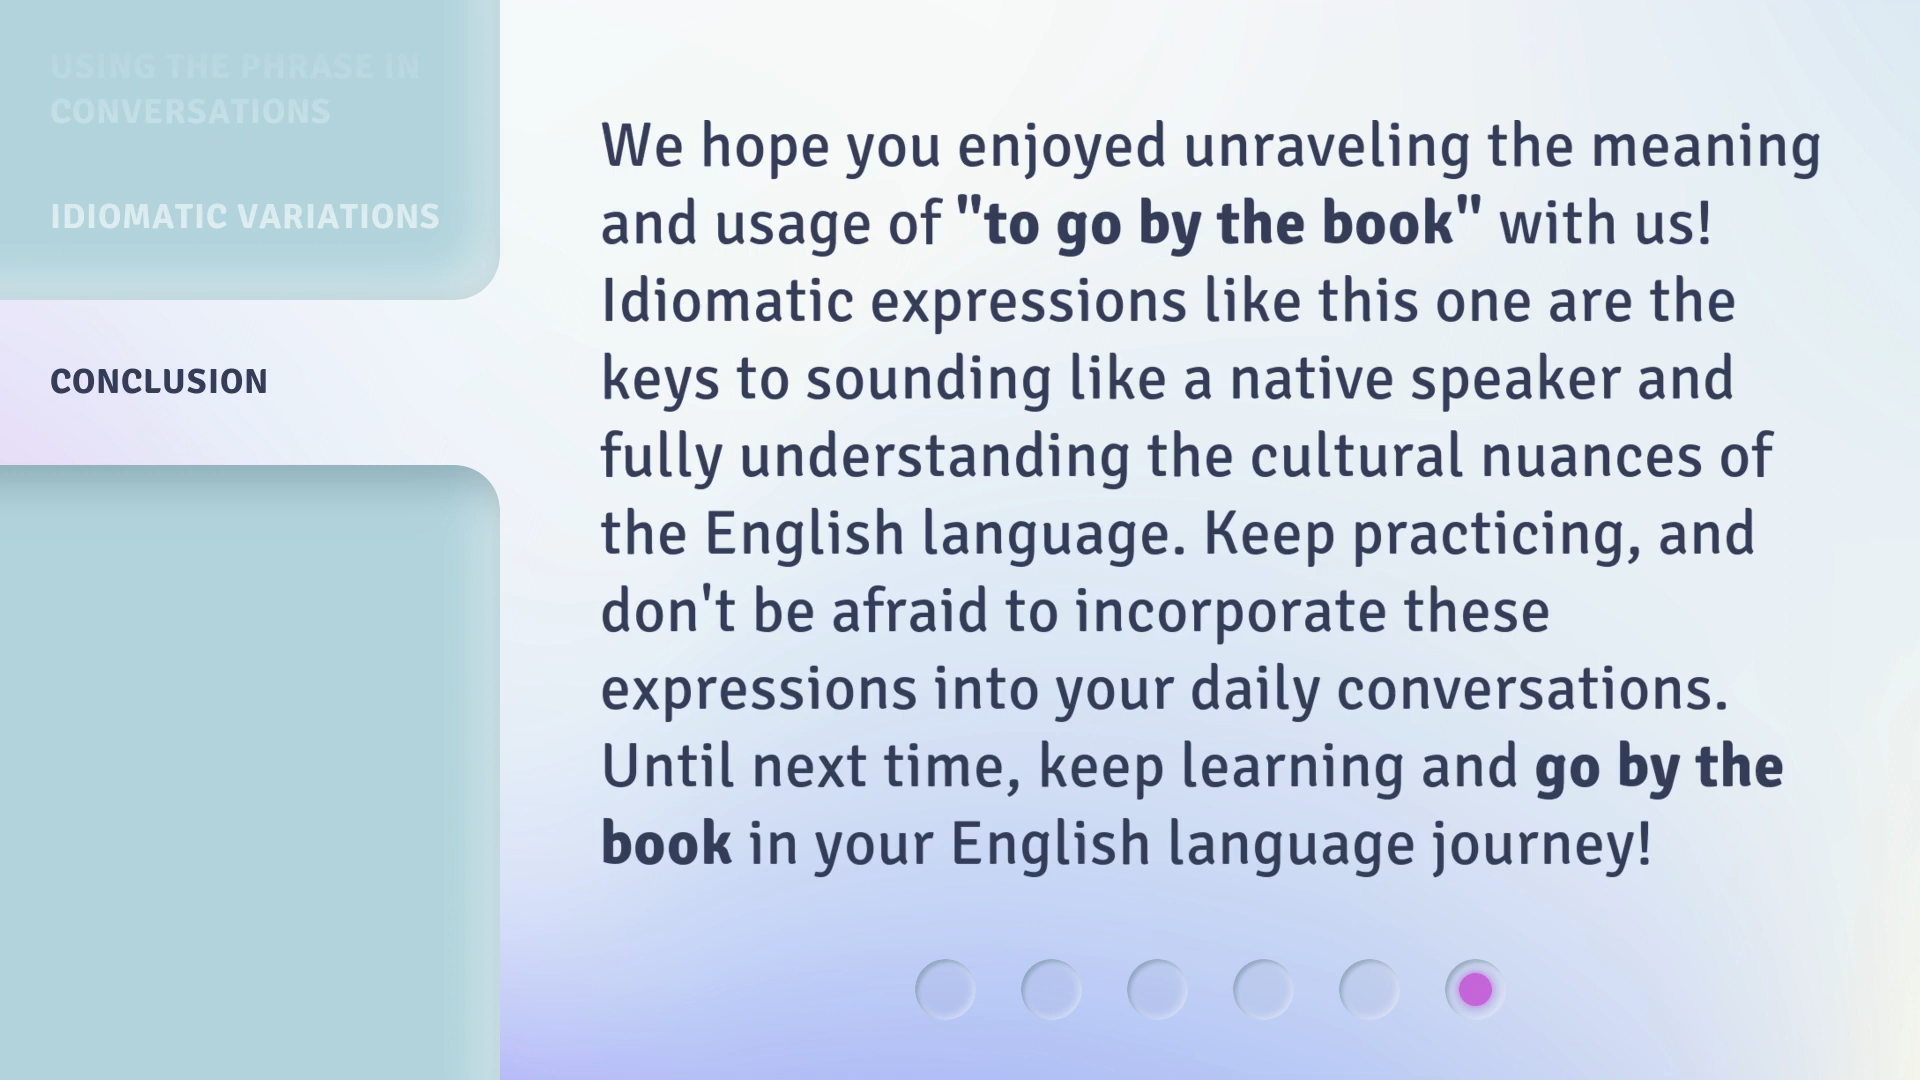 USING THE PHRASE IN
CONVERSATIONS
IDIOMATIC VARIATIONS
CONCLUSION
We hope you enjoyed unraveling the meaning
and usage of "to go by the book" with us!
Idiomatic expressions like this one are the
keys to sounding like a native speaker and
fully understanding the cultural nuances of
the English language. Keep practicing, and
don't be afraid to incorporate these
expressions into your daily conversations.
Until next time, keep learning and go by the
book in your English language journey!